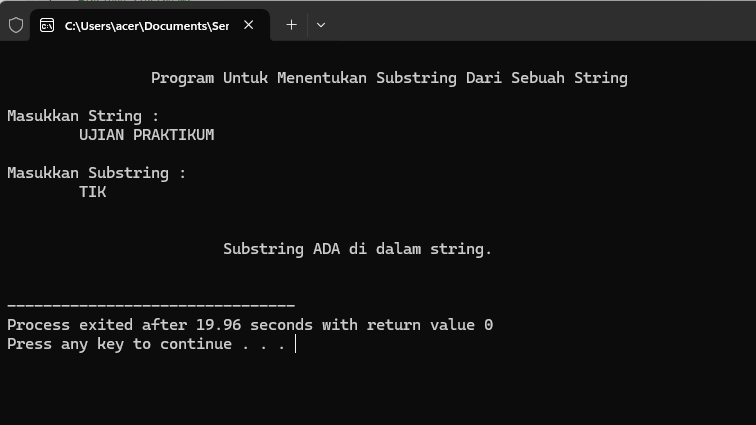 C:\Users\acer\Documents\Ser
Program Untuk Menentukan Substring Dari Sebuah String
Masukkan String :
UJIAN PRAKTIKUM
Masukkan Substring :
TIK
Substring ADA di dalam string.
--------------------------------
Process exited after 19.96 seconds with return value 0
Press any key to continue . . .